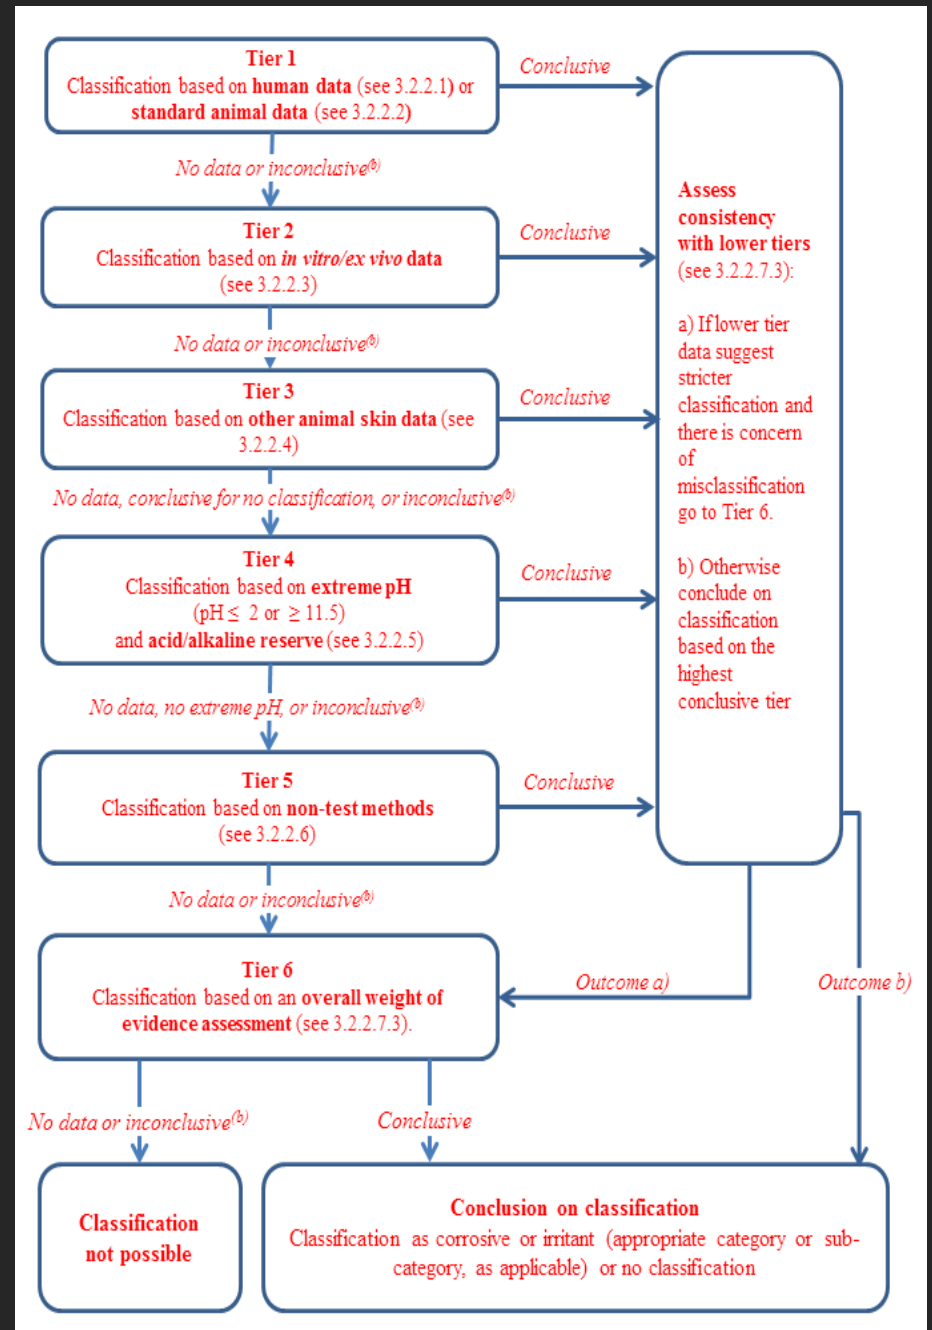 Tier 1
Classification based on human data (see 3.2.2.1) or
standard animal data (see 3.2.2.2)
Conclusive
No data or inconclusive(b)
Tier 2
Classification based on in vitro/ex vivo data
(see 3.2.2.3)
Conclusive
No data or inconclusive(b)
Tier 3
Classification based on other animal skin data (see
3.2.2.4)
Conclusive
No data, conclusive for no classification, or inconclusive(b)
Tier 4
Classification based on extreme pH
(pH ≤ 2 or ≥ 11.5)
and acid/alkaline reserve (see 3.2.2.5)
Conclusive
No data, no extreme pH, or inconclusive(b)
Tier 5
Classification based on non-test methods
(see 3.2.2.6)
Conclusive
No data or inconclusive(b)
Assess
consistency
with lower tiers
(see 3.2.2.7.3):
a) If lower tier
data suggest
stricter
classification and
there is concern
of
misclassification
go to Tier 6.
b) Otherwise
conclude on
classification
based on the
highest
conclusive tier
Tier 6
Classification based on an overall weight of
evidence assessment (see 3.2.2.7.3).
Outcome a)
Outcome b)
No data or inconclusive(b)
Conclusive
Classification
not possible
Conclusion on classification
Classification as corrosive or irritant (appropriate category or sub-
category, as applicable) or no classification